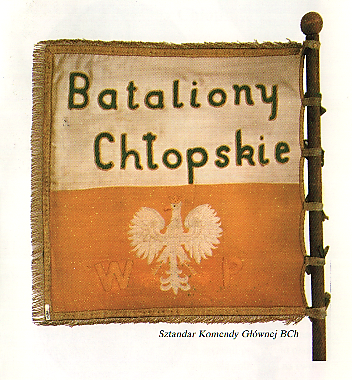 Bataliony
Chłopskie
W P
Sztandar Komendy Głównej BCh